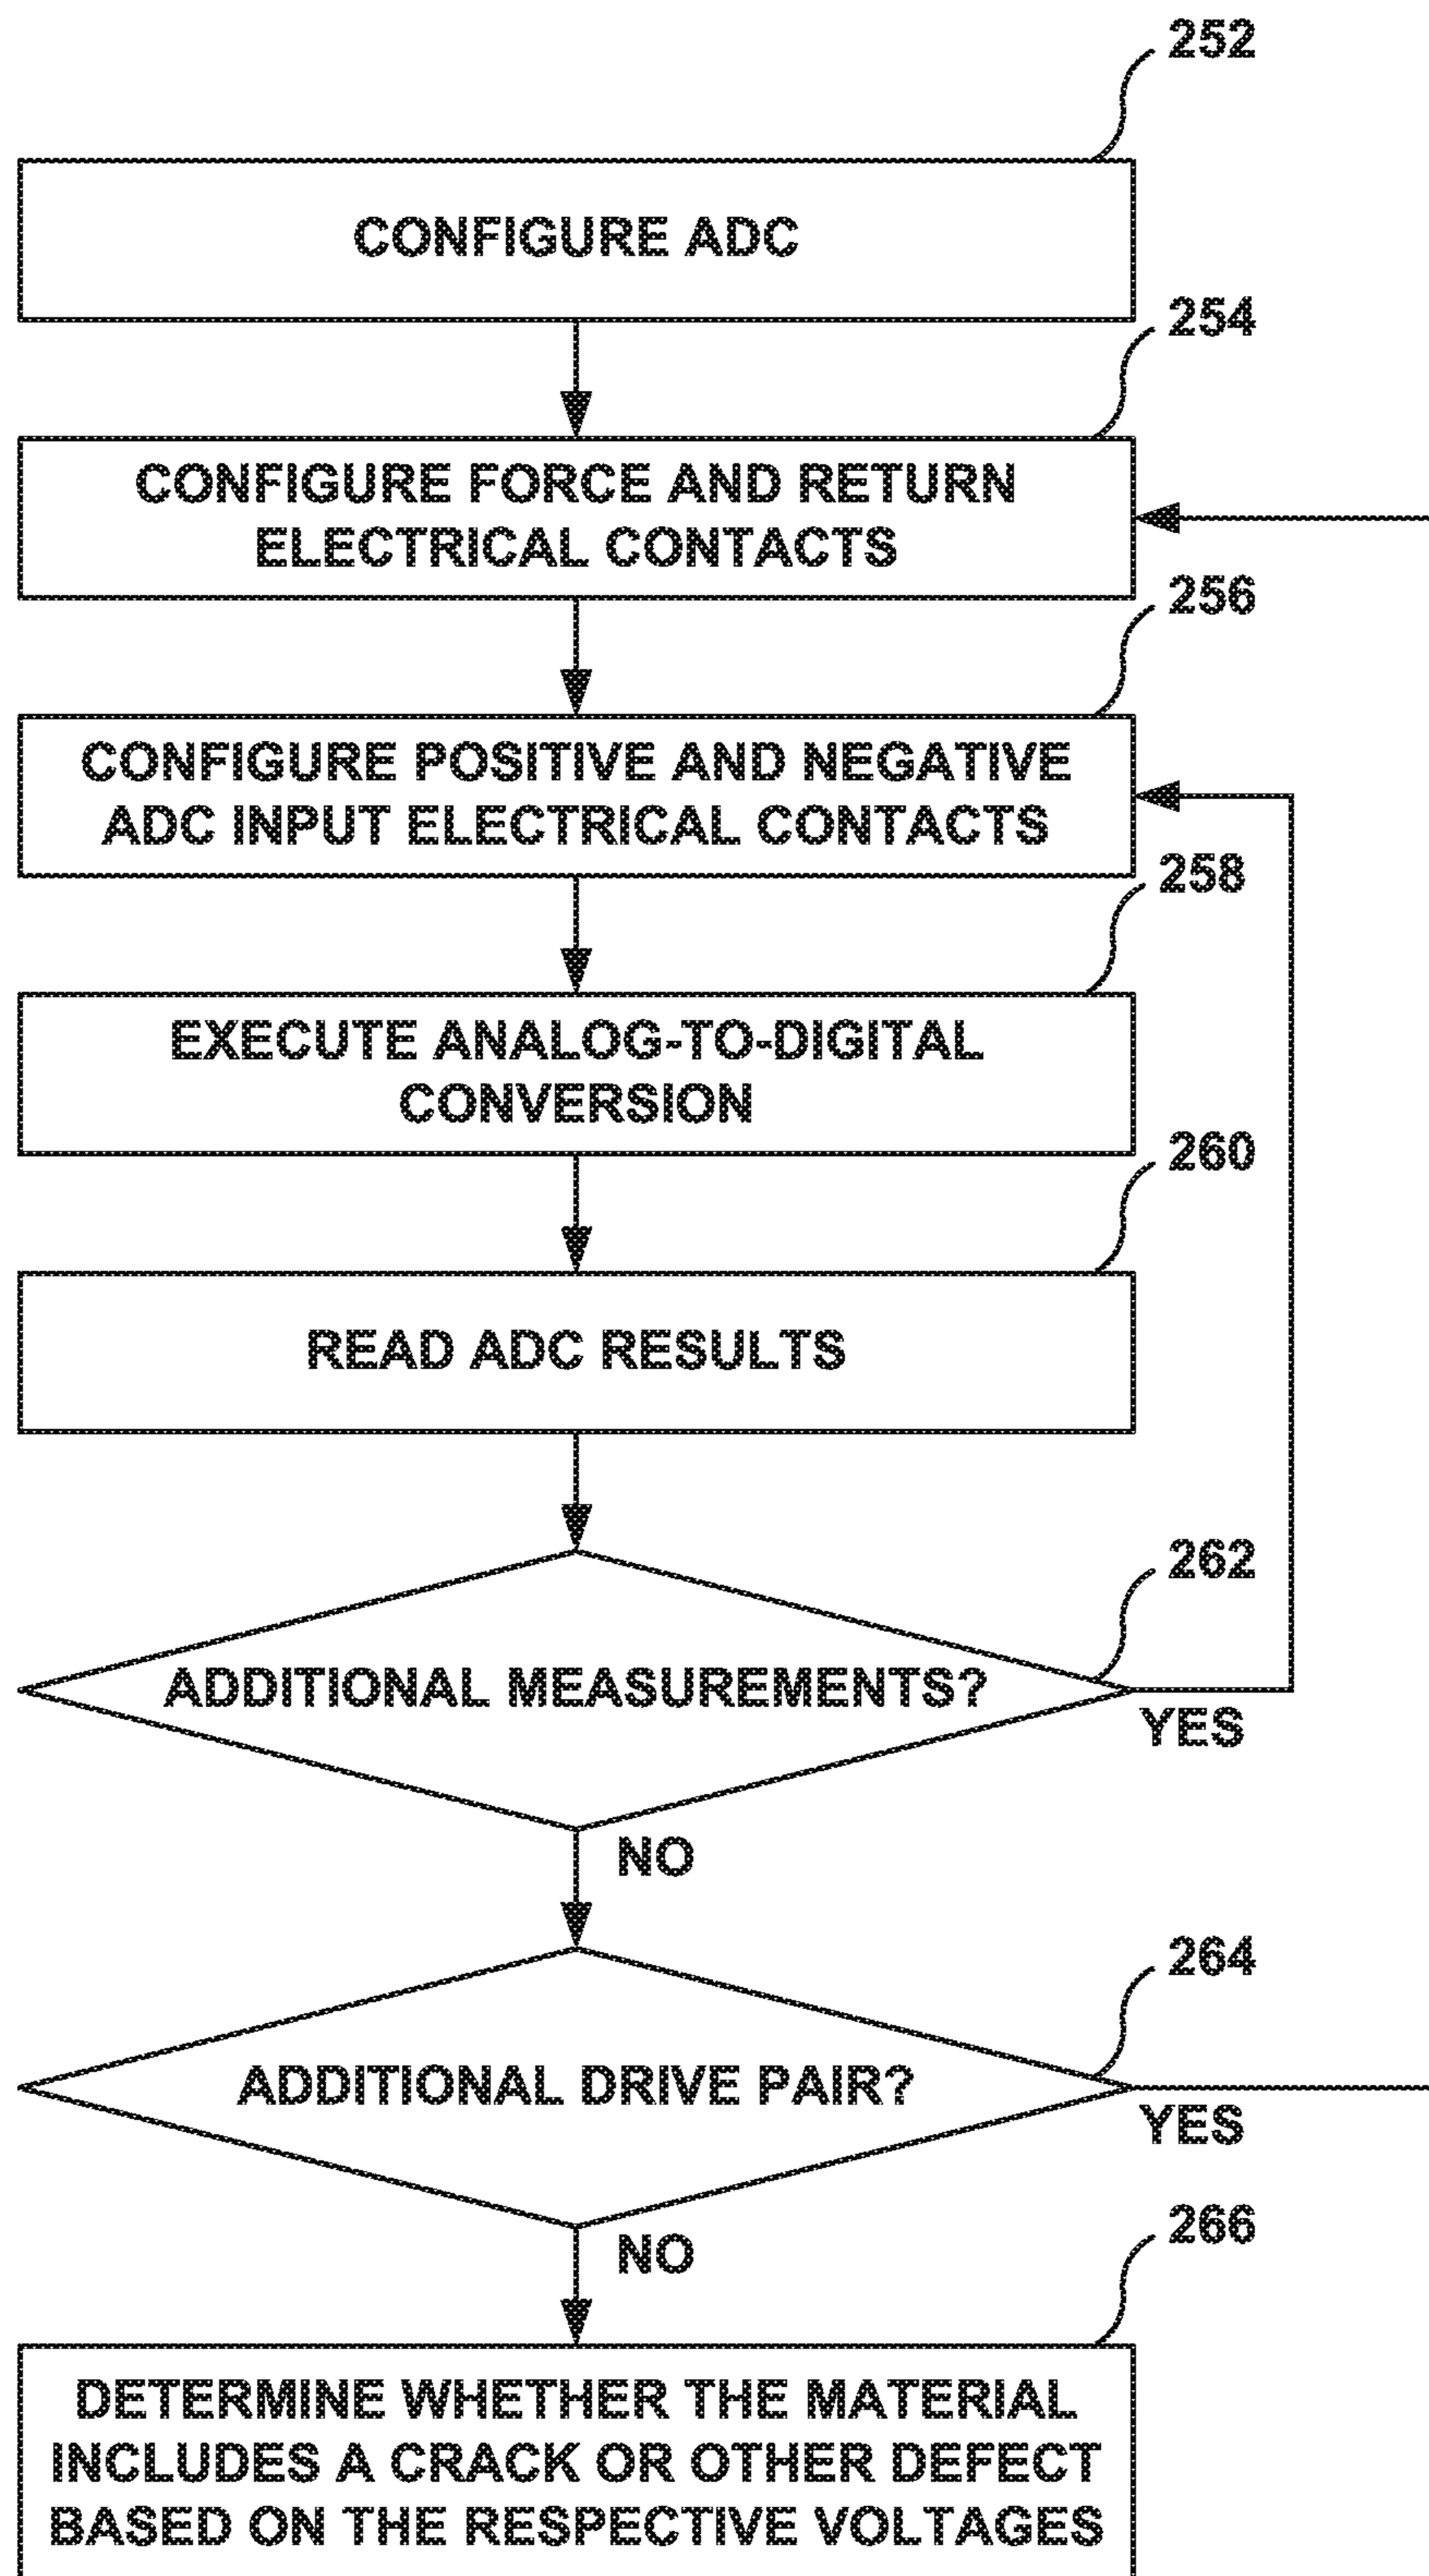 252
CONFIGURE ADC
254
CONFIGURE FORCE AND RETURN
ELECTRICAL CONTACTS
256
CONFIGURE POSITIVE AND NEGATIVE
ADC INPUT ELECTRICAL CONTACTS
258
EXECUTE ANALOG-TO-DIGITAL
CONVERSION
260
READ ADC RESULTS
262
ADDITIONAL MEASUREMENTS?
YES
NO
264
ADDITIONAL DRIVE PAIR?
YES
NO
266
DETERMINE WHETHER THE MATERIAL
INCLUDES A CRACK OR OTHER DEFECT
BASED ON THE RESPECTIVE VOLTAGES